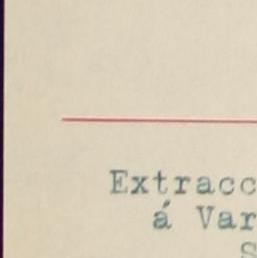 Extracc
á Var
S